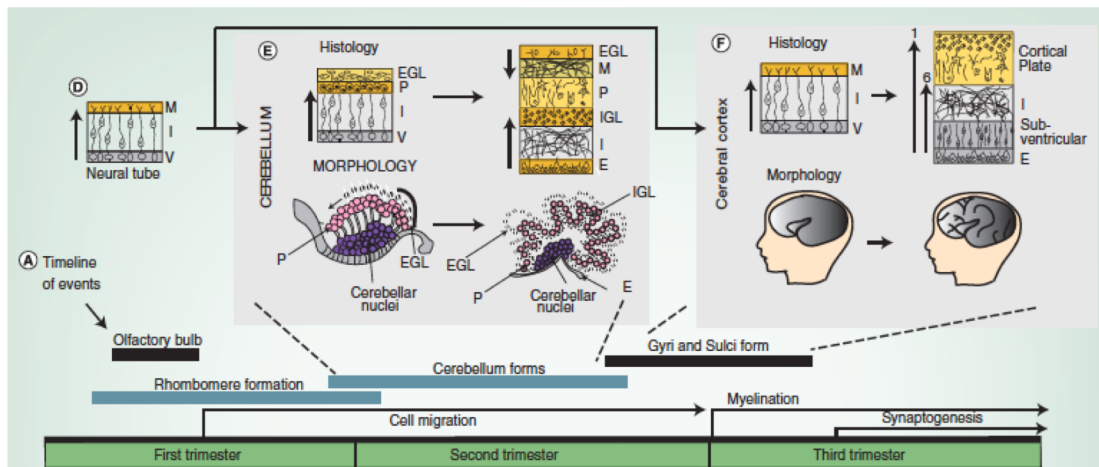 D
M
I
V
Neural tube
E
CEREBELLUM
Histology
EGL
P
I
V
EGL
M
P
IGL
I
E
MORPHOLOGY
P
EGL
Cerebellar
nuclei
IGL
EGL
P
Cerebellar
nuclei
E
F
Cerebral cortex
Histology
M
I
V
1
6
Cortical
Plate
I
Sub-
ventricular
E
Morphology
A Timeline
of events
Olfactory bulb
Gyri and Sulci form
Cerebellum forms
Rhombomere formation
Myelination
Cell migration
Synaptogenesis
First trimester
Second trimester
Third trimester